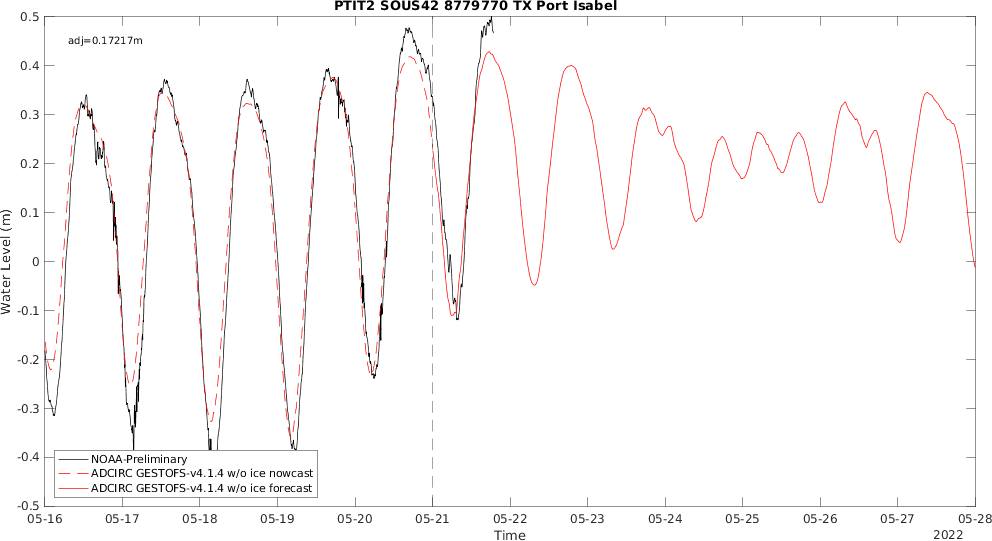 PTIT2 SOUS42 8779770 TX Port Isabel
adj=0.17217m
0.5
0.4
0.3
0.2
0.1
0
-0.1
-0.2
-0.3
-0.4
-0.5
Water Level (m)
NOAA-Preliminary
ADCIRC GESTOFS-v4.1.4 w/o ice nowcast
ADCIRC GESTOFS-v4.1.4 w/o ice forecast
05-16 05-17 05-18 05-19 05-20 05-21 05-22 05-23 05-24 05-25 05-26 05-27 05-28
Time
2022